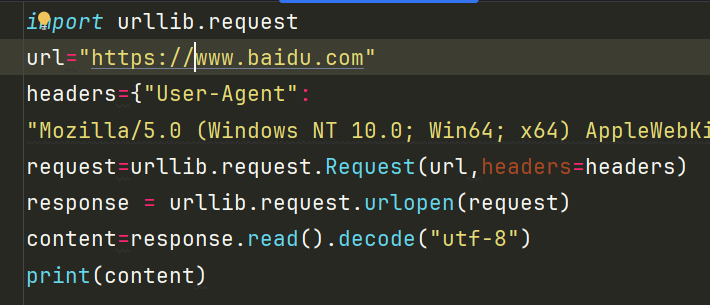 import urllib.request
url="https://www.baidu.com"
headers={"User-Agent":
"Mozilla/5.0 (Windows NT 10.0; Win64; x64) AppleWebKi
request=urllib.request.Request(url,headers=headers)
response = urllib.request.urlopen(request)
content=response.read().decode("utf-8")
print(content)